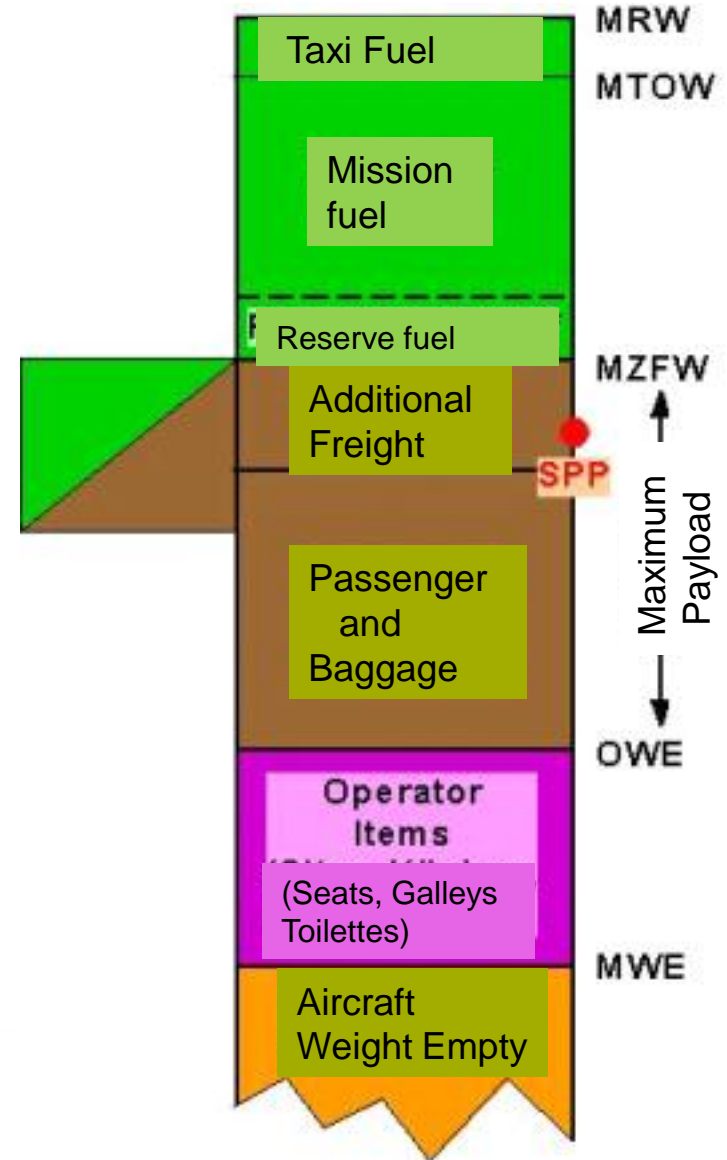 MRW
Taxi Fuel
MTOW
Mission
fuel
Reserve fuel
MZFW
Additional
Freight
SPP
Maximum
Payload
Passenger
and
Baggage
OWE
Operator
Items
(Seats, Galleys
Toilettes)
MWE
Aircraft
Weight Empty